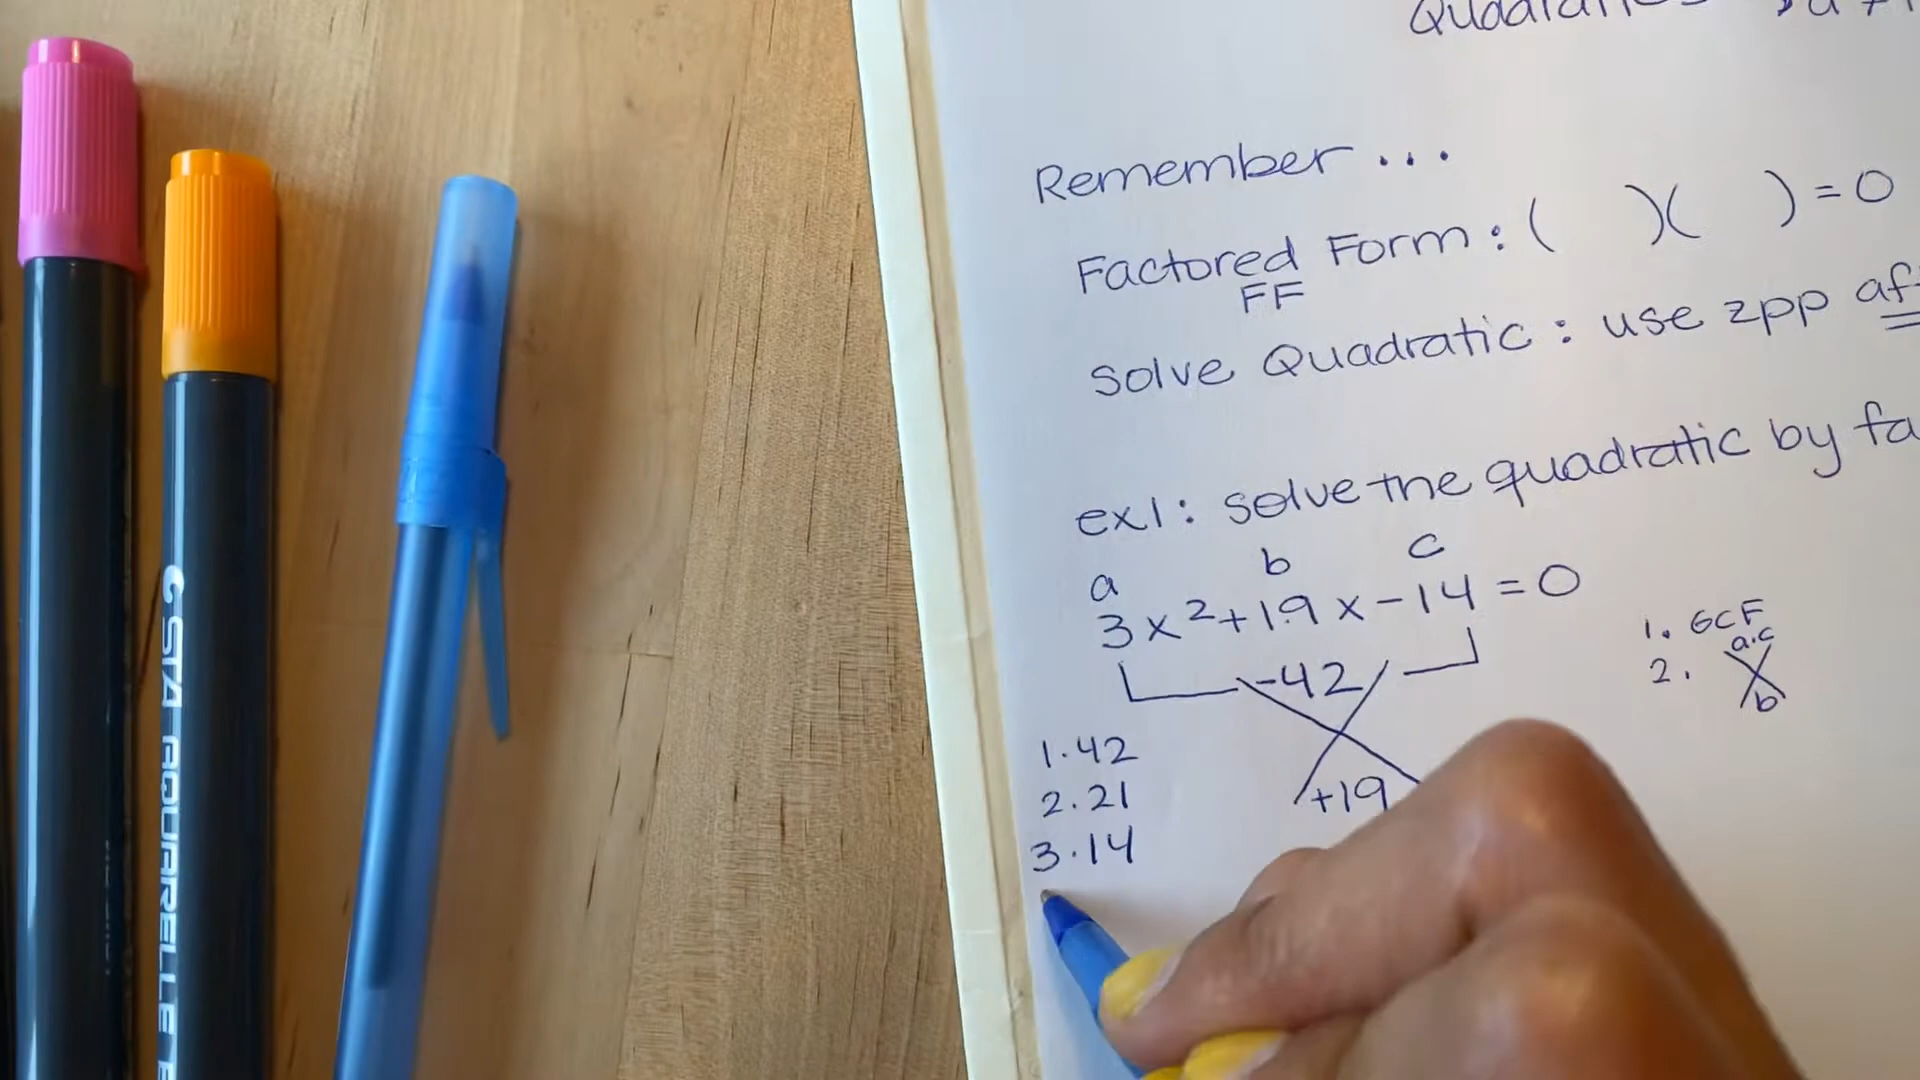 Remember...
Factored Form: ( )( ) = 0
FF
Solve Quadratic: use zpp
ex1: solve the quadratic by
a b c
3x²+19x-14=0
-42
+19
1.42
2.21
3.14
1. GCF
2. a.c
b
STA AQUARELLE